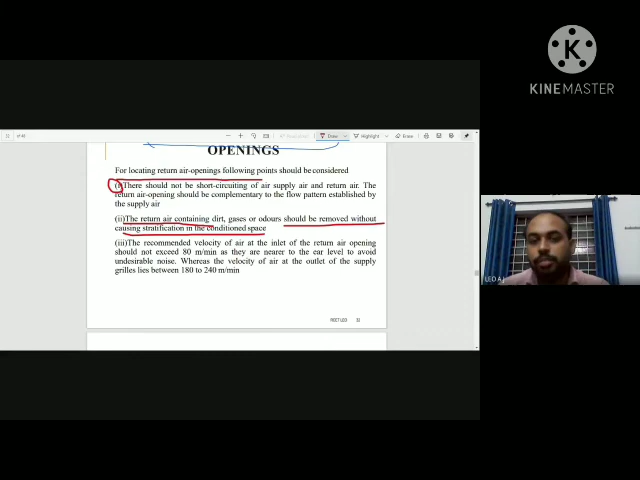 K
KINEMASTER
Draw
Highlight
Erase
OPENINGS
For locating return air-openings following points should be considered
(i)There should not be short-circuiting of air supply air and return air. The
return air-opening should be complementary to the flow pattern established by
the supply air
(ii)The return air containing dirt, gases or odours should be removed without
causing stratification in the conditioned space
(iii)The recommended velocity of air at the inlet of the return air opening
should not exceed 80 m/min as they are nearer to the ear level to avoid
undesirable noise. Whereas the velocity of air at the outlet of the supply
grilles lies between 180 to 240 m/min